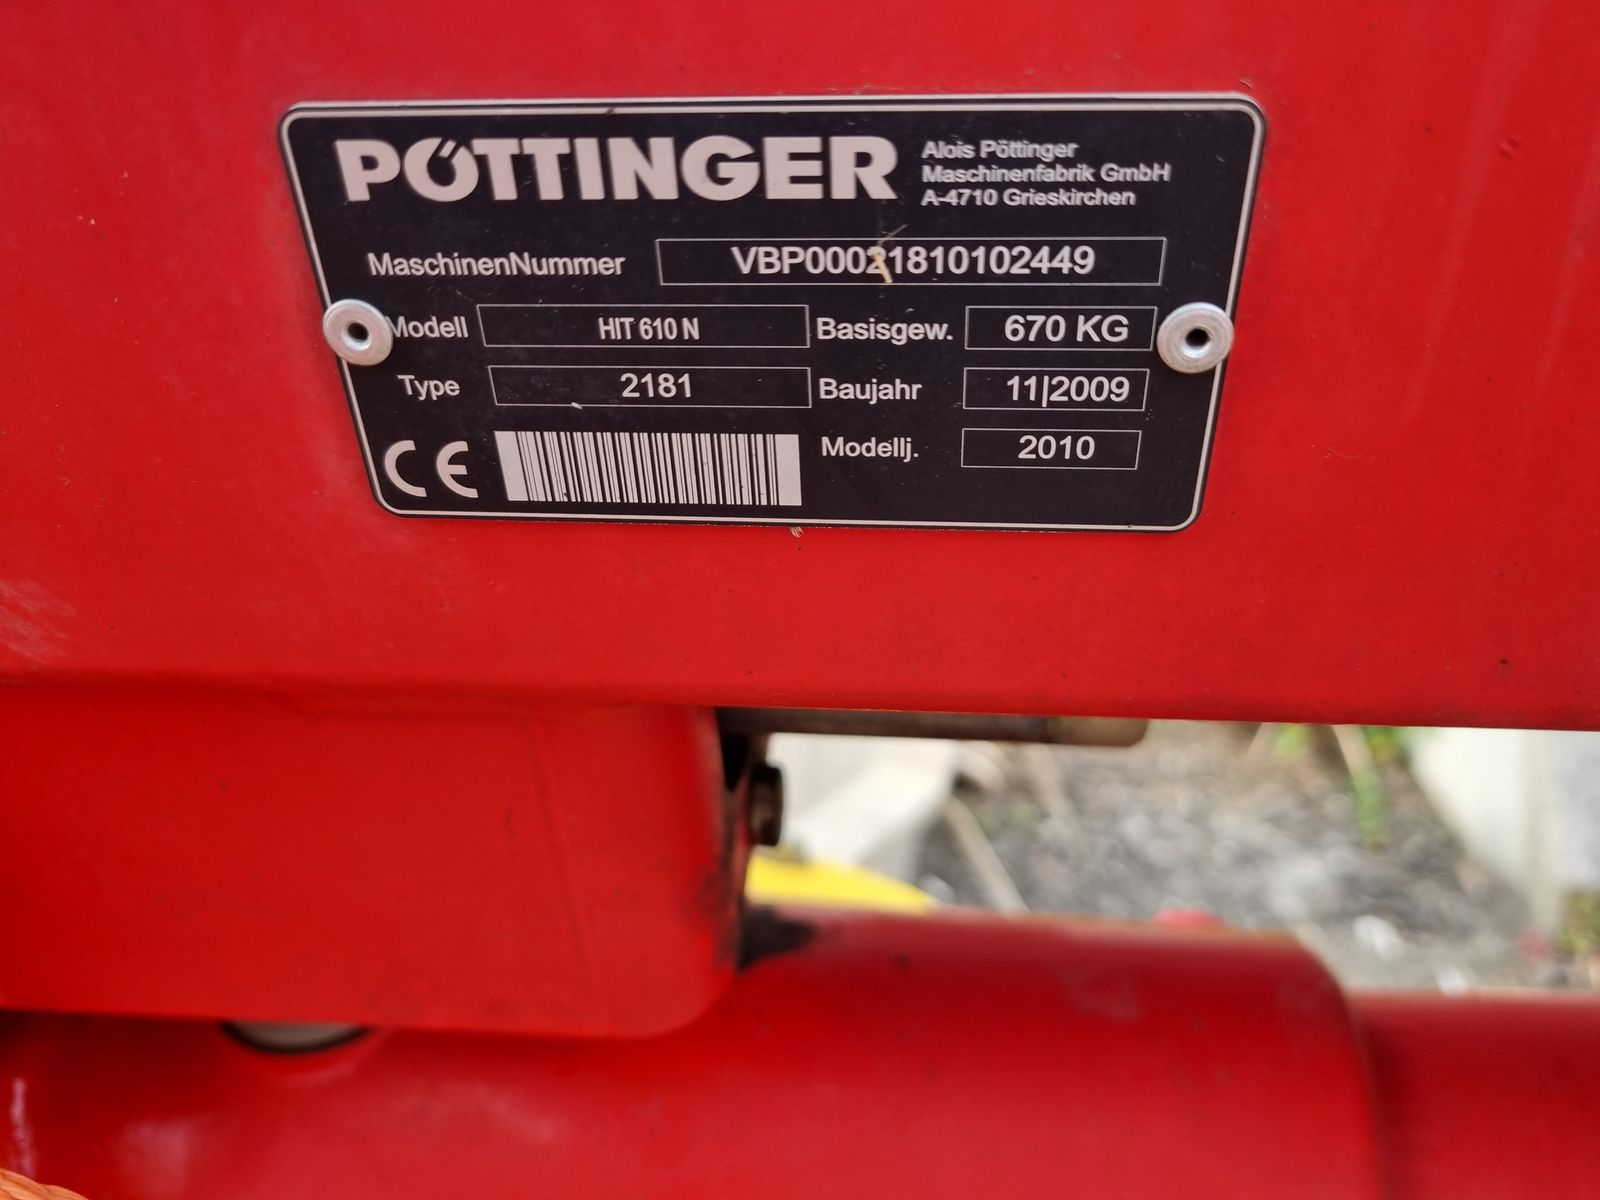 PÖTTINGER
Alois Pöttinger
Maschinenfabrik GmbH
A-4710 Grieskirchen
MaschinenNummer VBP00021810102449
Modell HIT 610 N Basisgew. 670 KG
Type 2181 Baujahr 11|2009
CE Modellj. 2010